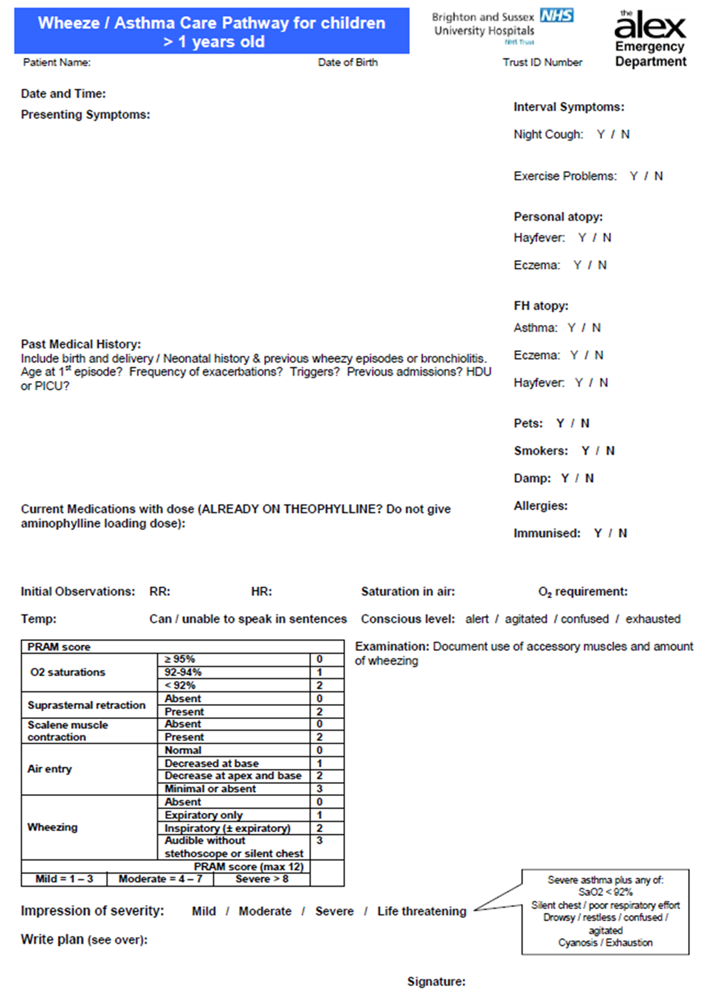 Wheeze / Asthma Care Pathway for children
> 1 years old
Brighton and Sussex NHS
University Hospitals
NHS Trust
the
alex
Emergency
Department
Patient Name: Date of Birth Trust ID Number
Date and Time:
Presenting Symptoms:
Interval Symptoms:
Night Cough: Y / N
Exercise Problems: Y / N
Personal atopy:
Hayfever: Y / N
Eczema: Y / N
FH atopy:
Asthma: Y / N
Eczema: Y / N
Hayfever: Y / N
Pets: Y / N
Smokers: Y / N
Damp: Y / N
Allergies:
Immunised: Y / N
Past Medical History:
Include birth and delivery / Neonatal history & previous wheezy episodes or bronchiolitis.
Age at 1st episode? Frequency of exacerbations? Triggers? Previous admissions? HDU
or PICU?
Current Medications with dose (ALREADY ON THEOPHYLLINE? Do not give
aminophylline loading dose):
Initial Observations: RR: HR: Saturation in air: O₂ requirement:
Temp: Can / unable to speak in sentences Conscious level: alert / agitated / confused / exhausted
PRAM score
O2 saturations
≥ 95% 0
92-94% 1
< 92% 2
Suprasternal retraction
Absent 0
Present 2
Scalene muscle
contraction
Absent 0
Present 2
Air entry
Normal 0
Decreased at base 1
Decrease at apex and base 2
Minimal or absent 3
Wheezing
Absent 0
Expiratory only 1
Inspiratory (± expiratory) 2
Audible without 3
stethoscope or silent chest
PRAM score (max 12)
Mild = 1 – 3 Moderate = 4 – 7 Severe > 8
Examination: Document use of accessory muscles and amount
of wheezing
Impression of severity: Mild / Moderate / Severe / Life threatening
Severe asthma plus any of:
SaO2 < 92%
Silent chest / poor respiratory effort
Drowsy / restless / confused /
agitated
Cyanosis / Exhaustion
Write plan (see over):
Signature: